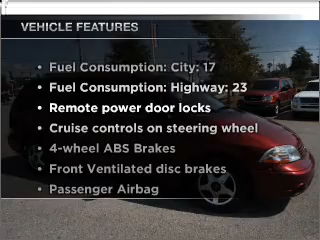 VEHICLE FEATURES
• Fuel Consumption: City: 17
• Fuel Consumption: Highway: 23
• Remote power door locks
• Cruise controls on steering wheel
• 4-wheel ABS Brakes
• Front Ventilated disc brakes
• Passenger Airbag